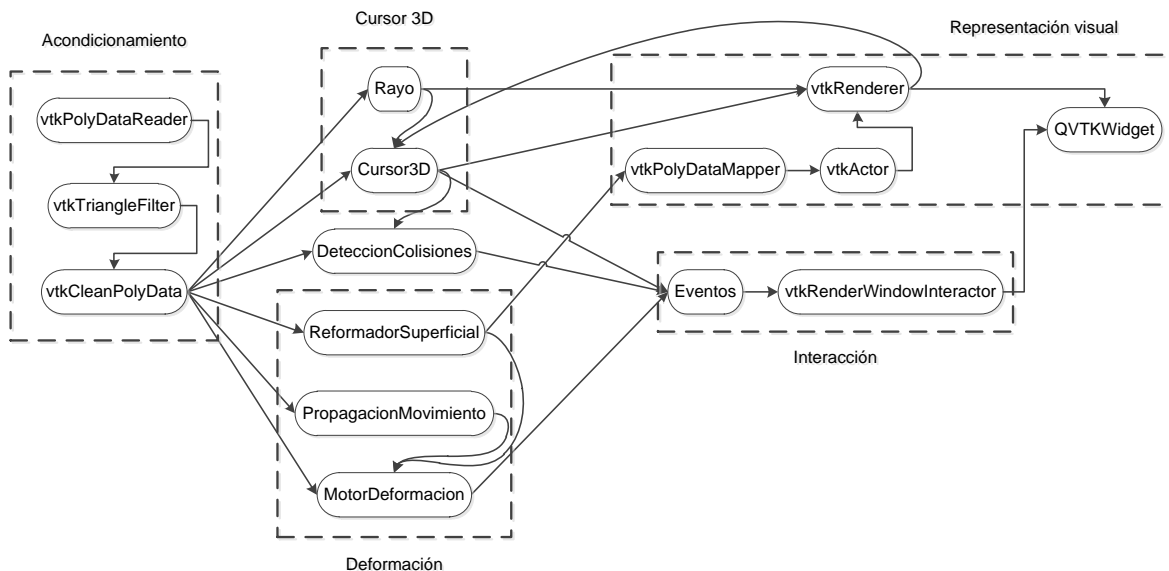 Cursor 3D
Representación visual
Acondicionamiento
Rayo
vtkRenderer
vtkPolyDataReader
QVTKWidget
Cursor3D
vtkPolyDataMapper
vtkActor
vtkTriangleFilter
DeteccionColisiones
vtkCleanPolyData
Eventos
vtkRenderWindowInteractor
ReformadorSuperficial
Interacción
PropagacionMovimiento
MotorDeformacion
Deformación